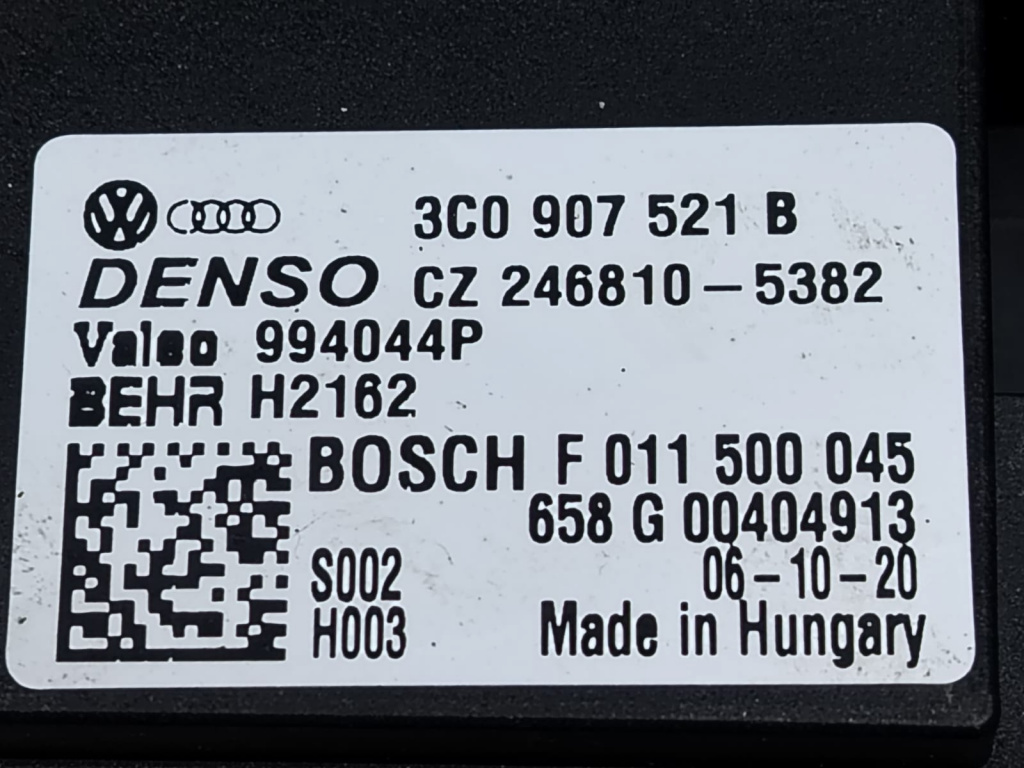 3C0 907 521 B
DENSO CZ 246810-5382
Valeo 994044P
BEHR H2162
BOSCH F 011 500 045
658 G 00404913
S002 06-10-20
H003 Made in Hungary